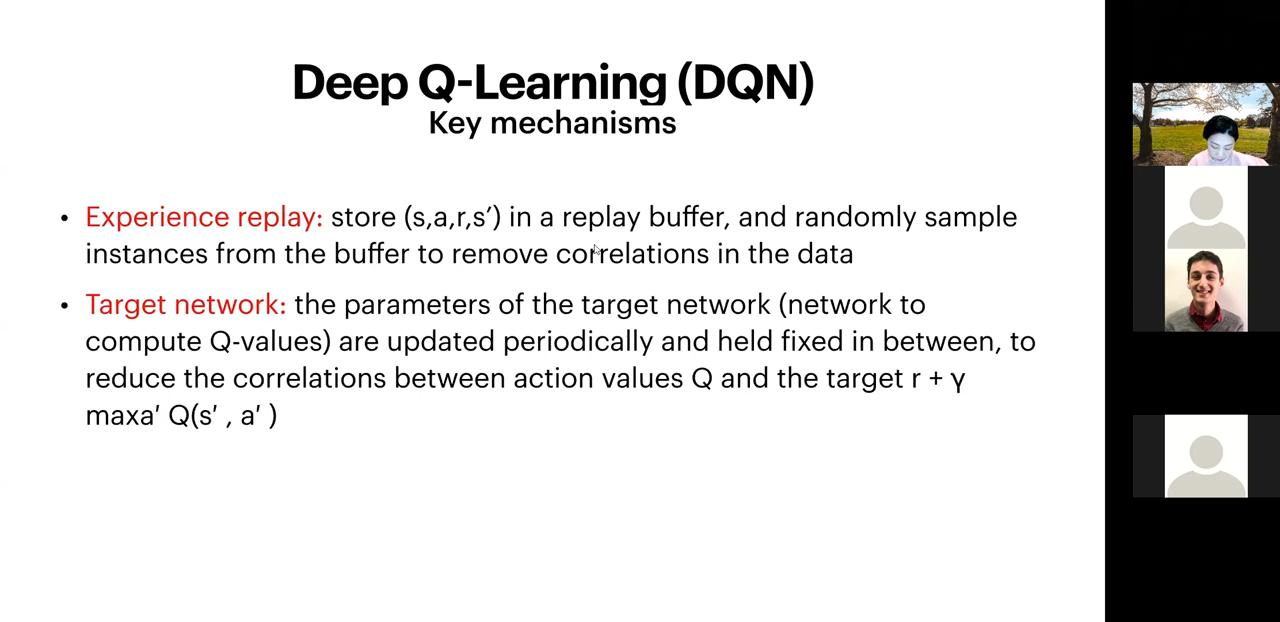 Deep Q-Learning (DQN)
Key mechanisms
• Experience replay: store (s,a,r,s′) in a replay buffer, and randomly sample
instances from the buffer to remove correlations in the data
• Target network: the parameters of the target network (network to
compute Q-values) are updated periodically and held fixed in between, to
reduce the correlations between action values Q and the target r + γ
maxa′ Q(s′ , a′ )